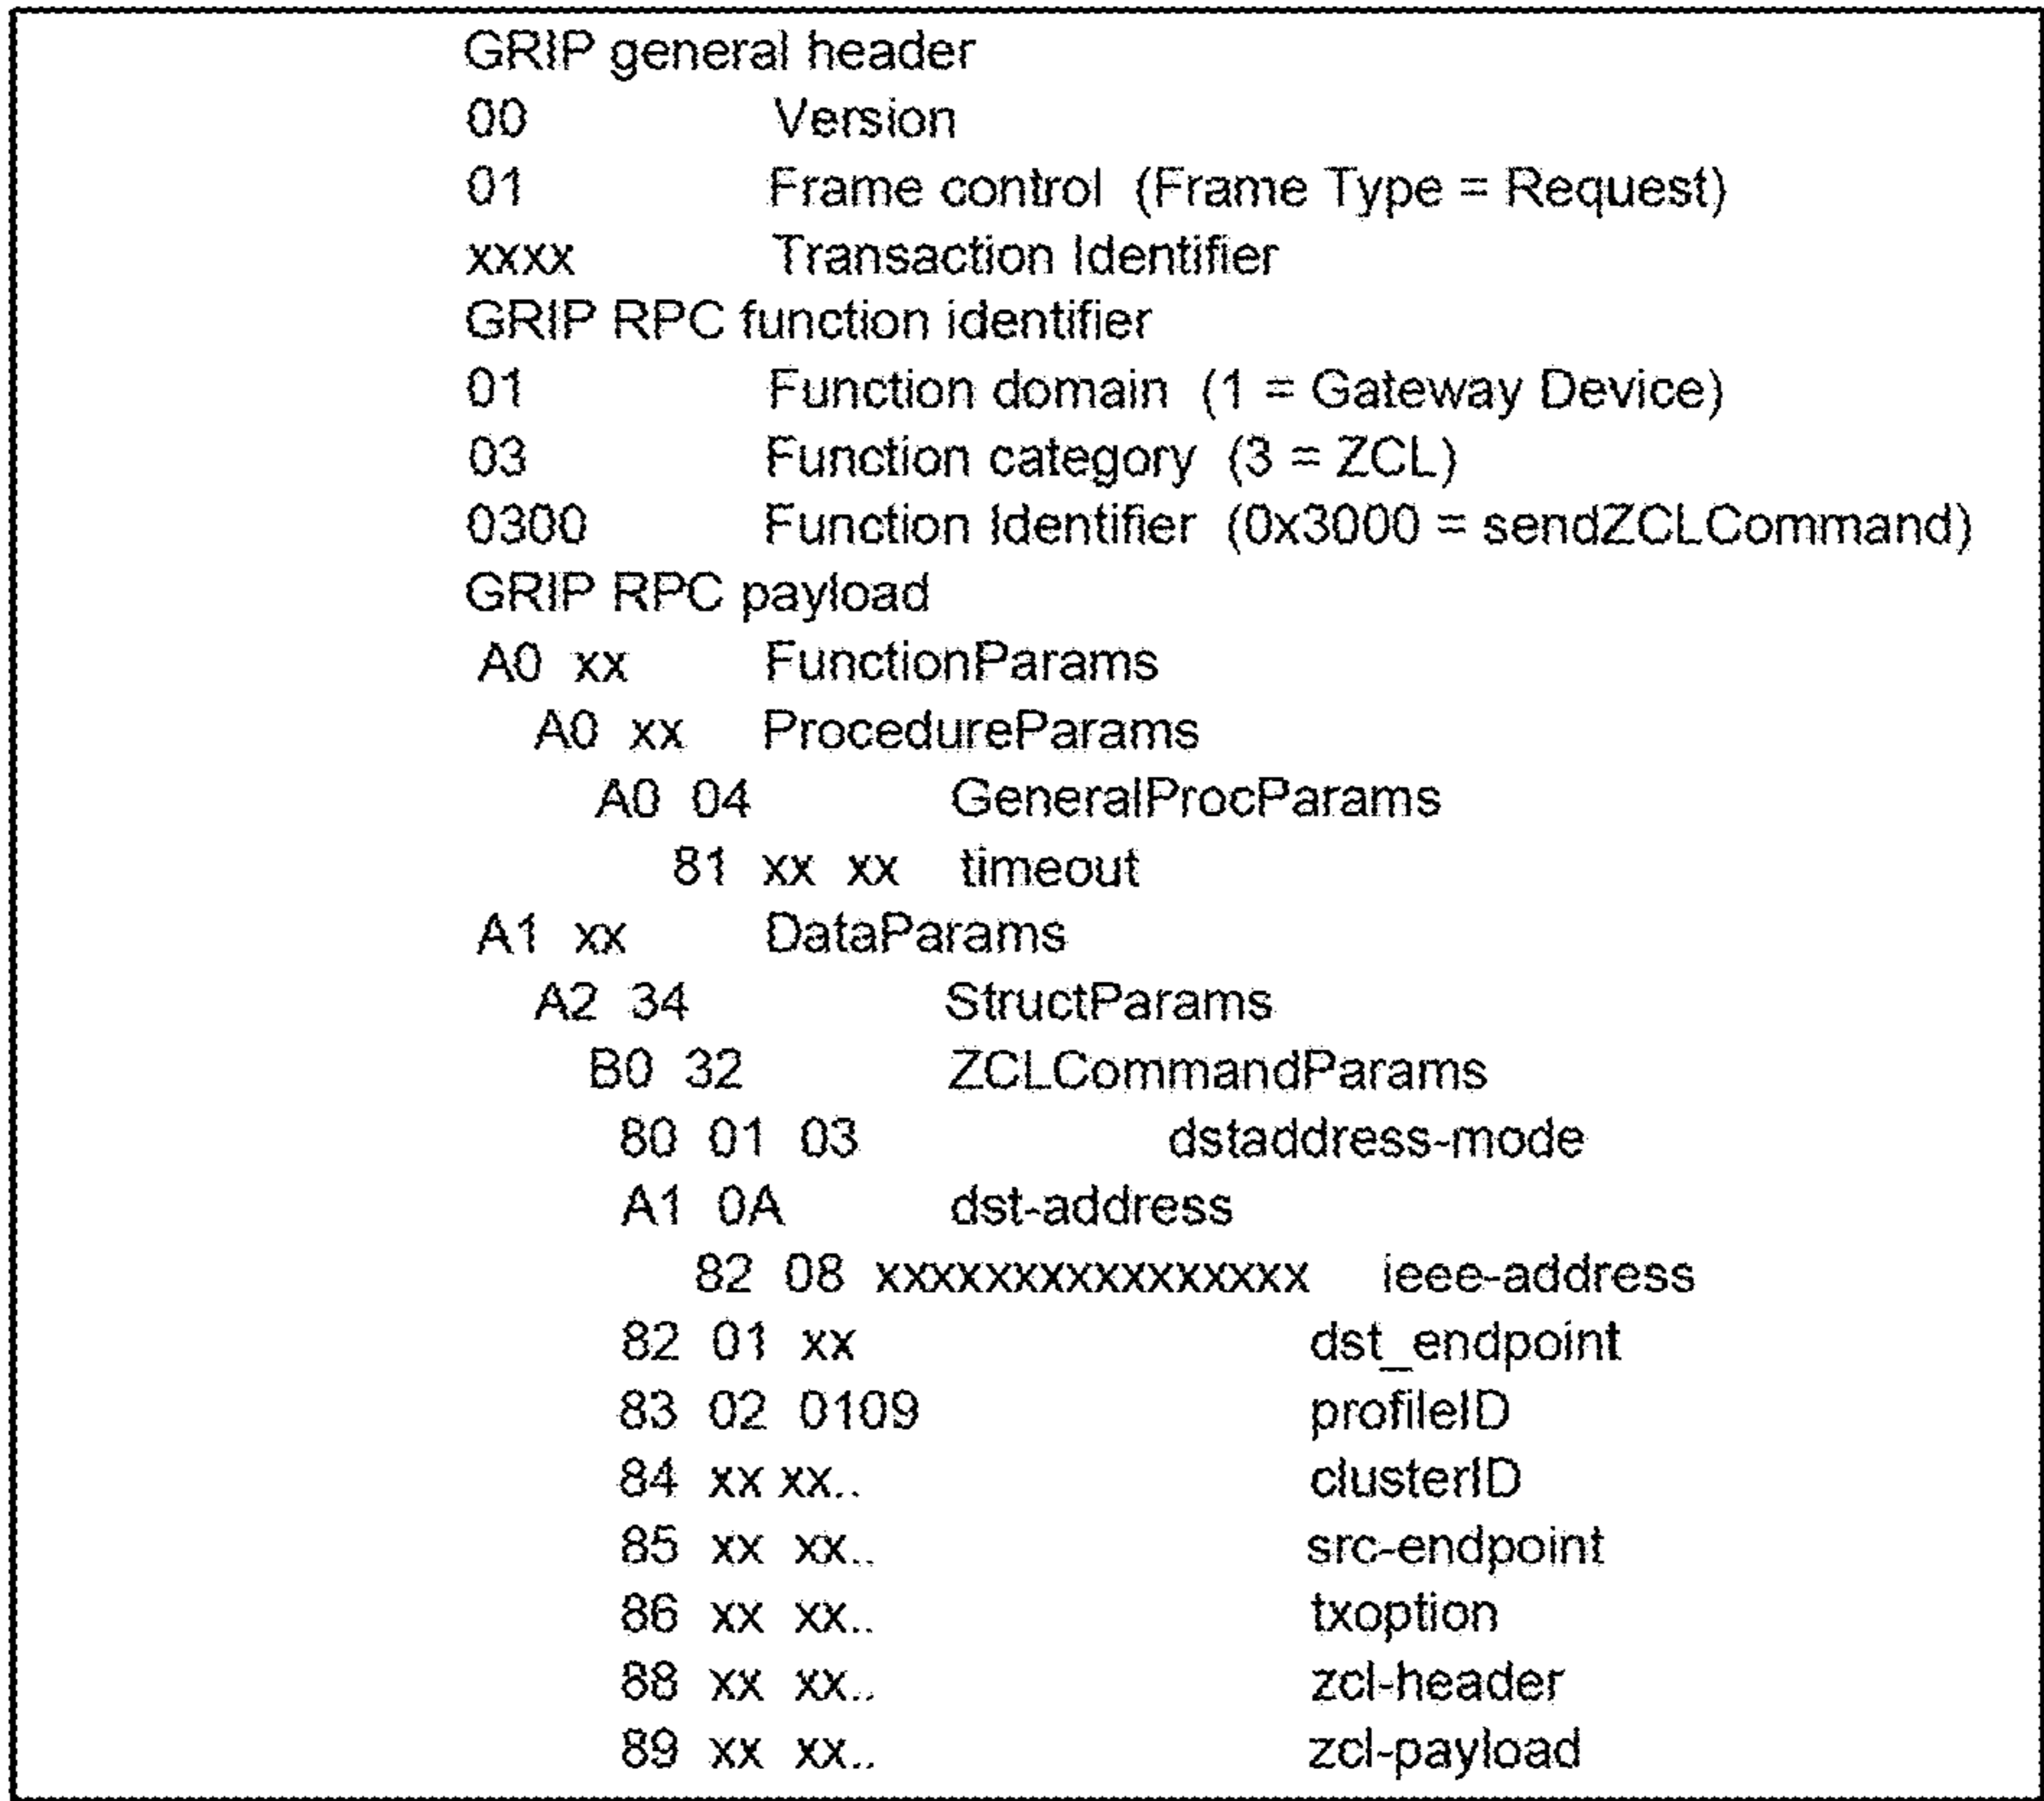 GRIP general header
00 Version
01 Frame control (Frame Type = Request)
xxxx Transaction Identifier
GRIP RPC function identifier
01 Function domain (1 = Gateway Device)
03 Function category (3 = ZCL)
0300 Function Identifier (0x3000 = sendZCLCommand)
GRIP RPC payload
A0 xx FunctionParams
A0 xx ProcedureParams
A0 04 GeneralProcParams
81 xx xx timeout
A1 xx DataParams
A2 34 StructParams
B0 32 ZCLCommandParams
80 01 03 dstaddress-mode
A1 0A dst-address
82 08 xxxxxxxxxxxxxxxx ieee-address
82 01 xx dst_endpoint
83 02 0109 profileID
84 xx xx.. clusterID
85 xx xx.. src-endpoint
86 xx xx.. txoption
88 xx xx.. zcl-header
89 xx xx.. zcl-payload